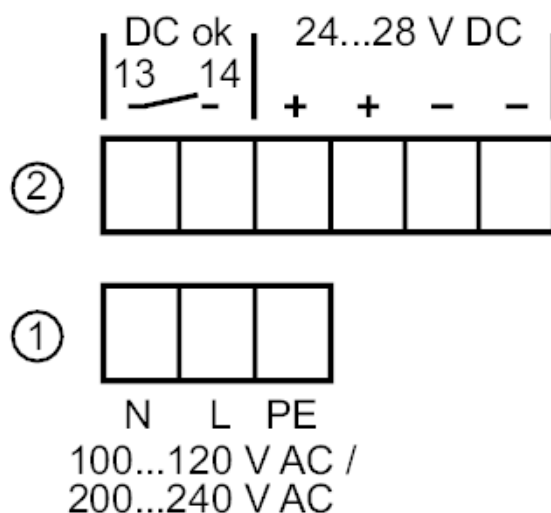 DC ok 24...28 V DC
13 14
+ + − −
2
1
N L PE
100...120 V AC /
200...240 V AC